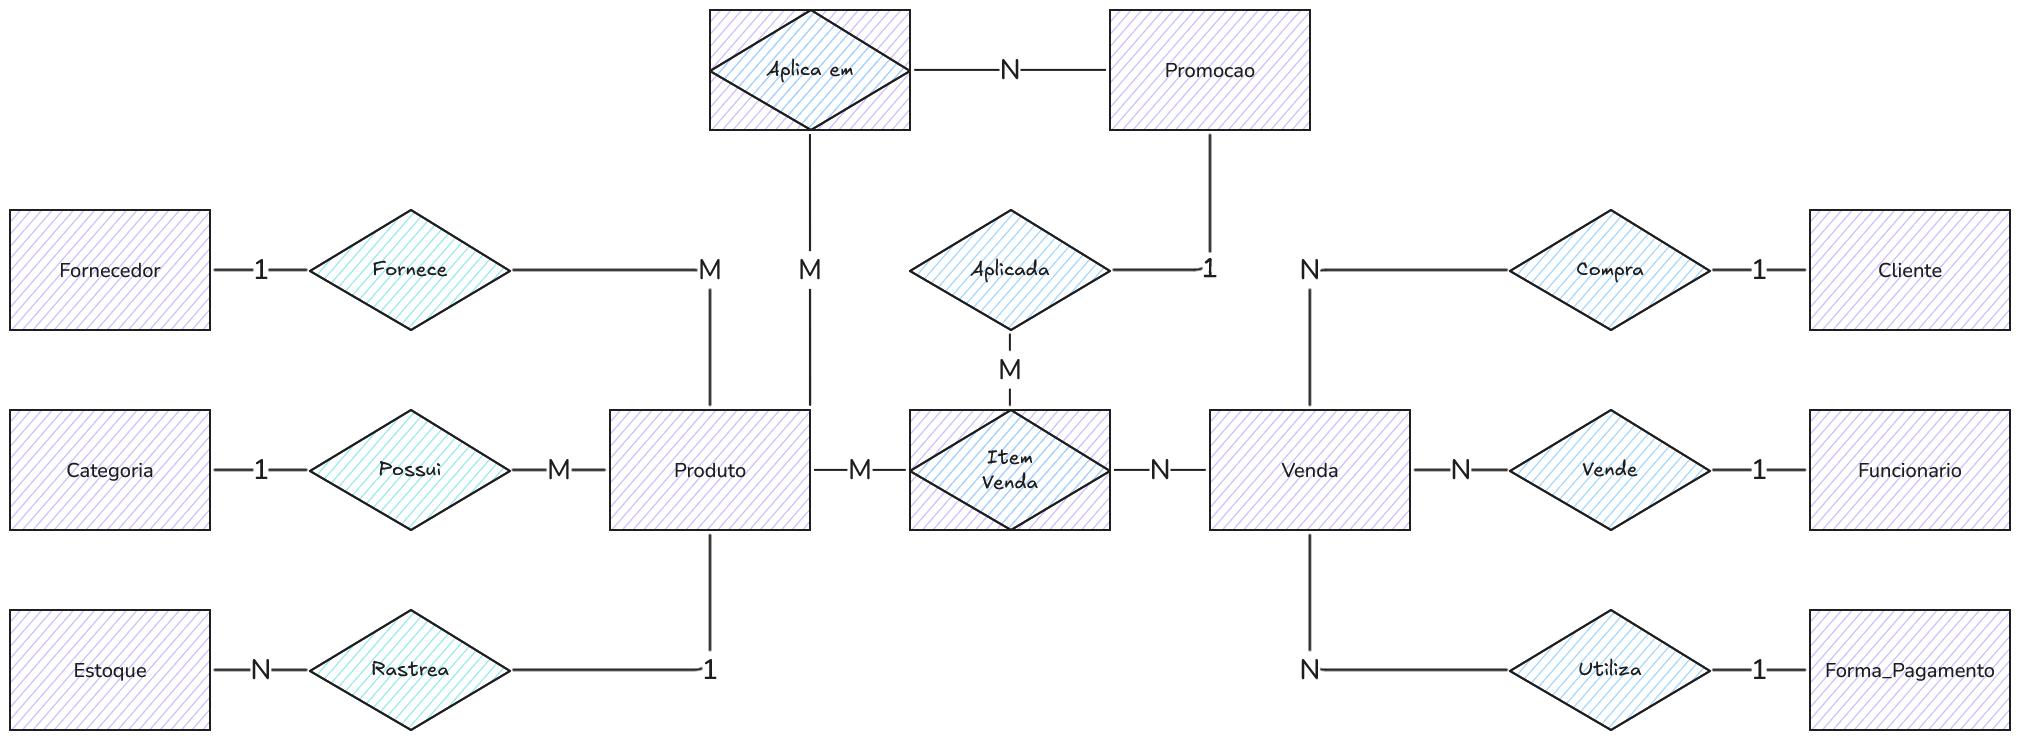 Aplica em
N
Promocao
Fornecedor
1
Fornece
M
M
Aplicada
1
N
Compra
1
Cliente
M
Categoria
1
Possui
M
Produto
M
Item
Venda
N
Venda
N
Vende
1
Funcionario
Estoque
N
Rastrea
1
N
Utiliza
1
Forma_Pagamento